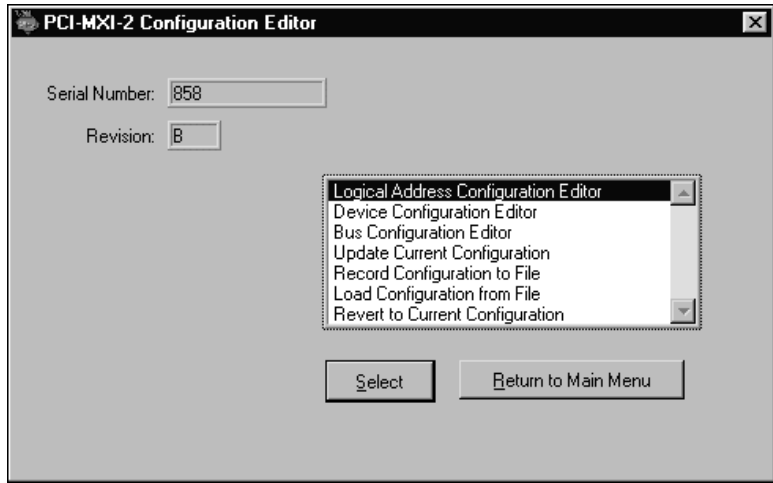 PCI-MXI-2 Configuration Editor
Serial Number: 858
Revision: B
Logical Address Configuration Editor
Device Configuration Editor
Bus Configuration Editor
Update Current Configuration
Record Configuration to File
Load Configuration from File
Revert to Current Configuration
Select Return to Main Menu